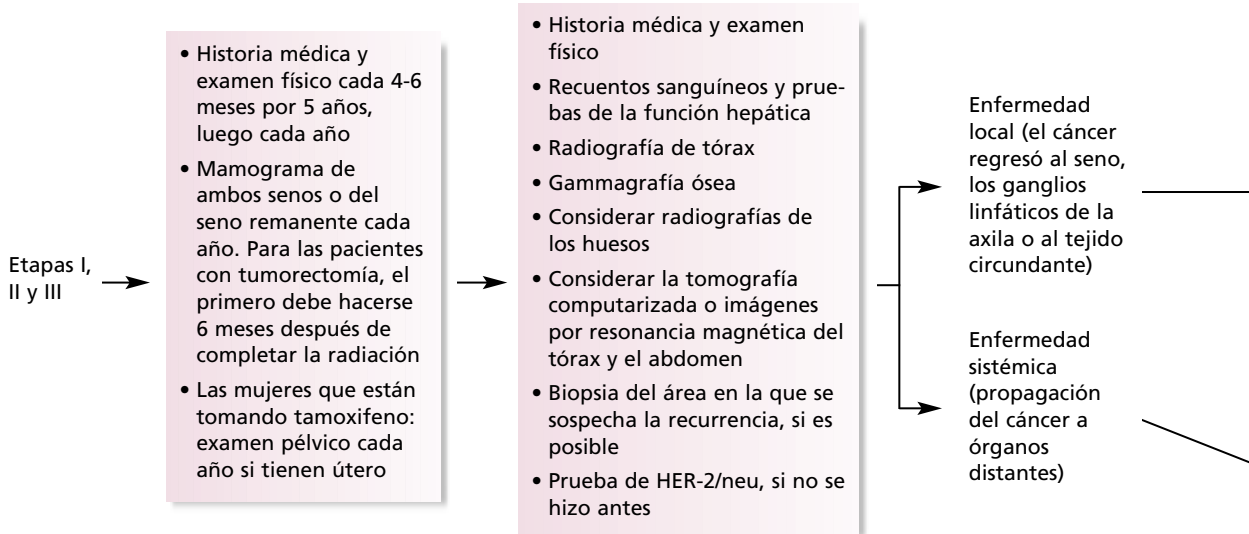 Etapas I,
II y III
• Historia médica y
examen físico cada 4-6
meses por 5 años,
luego cada año
• Mamograma de
ambos senos o del
seno remanente cada
año. Para las pacientes
con tumorectomía, el
primero debe hacerse
6 meses después de
completar la radiación
• Las mujeres que están
tomando tamoxifeno:
examen pélvico cada
año si tienen útero
• Historia médica y examen
físico
• Recuentos sanguíneos y prue-
bas de la función hepática
• Radiografía de tórax
• Gammagrafía ósea
• Considerar radiografías de
los huesos
• Considerar la tomografía
computarizada o imágenes
por resonancia magnética del
tórax y el abdomen
• Biopsia del área en la que se
sospecha la recurrencia, si es
posible
• Prueba de HER-2/neu, si no se
hizo antes
Enfermedad
local (el cáncer
regresó al seno,
los ganglios
linfáticos de la
axila o al tejido
circundante)
Enfermedad
sistémica
(propagación
del cáncer a
órganos
distantes)